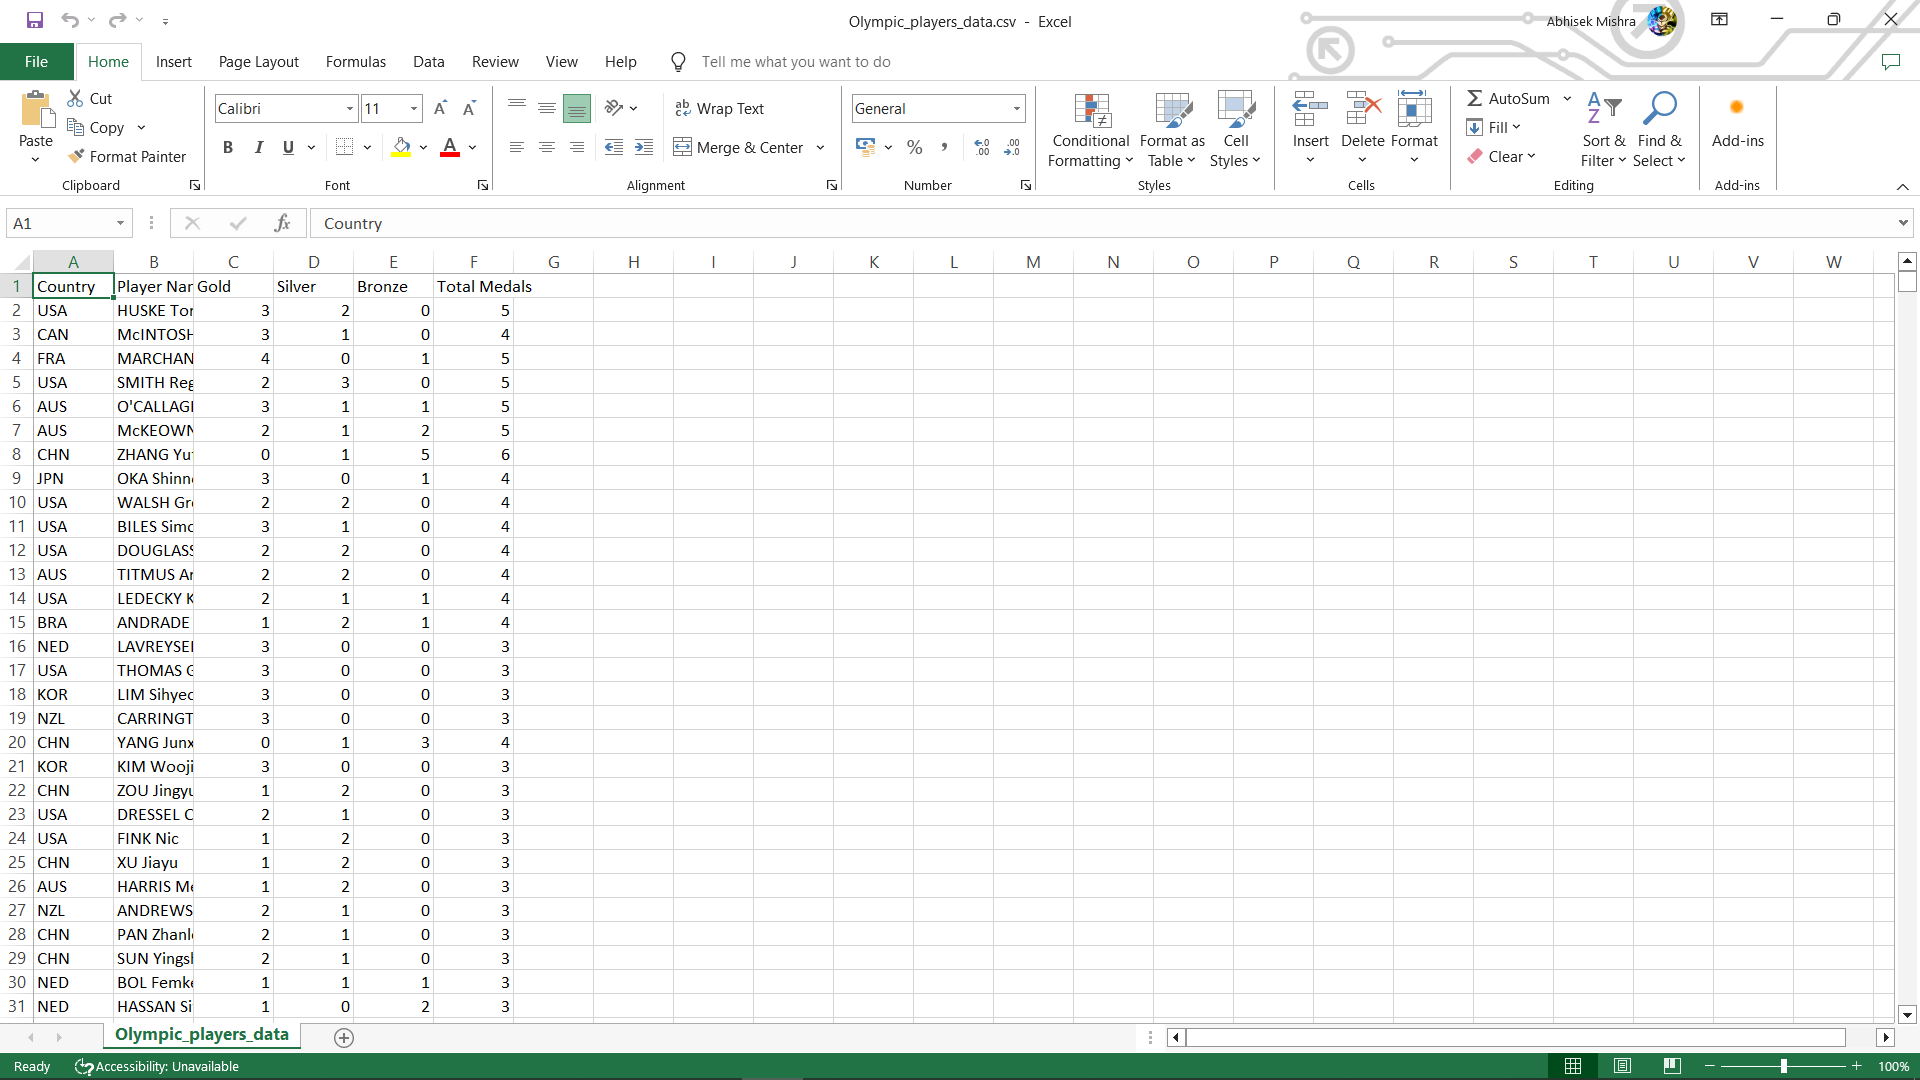 Olympic_players_data.csv - Excel
Abhisek Mishra
File Home Insert Page Layout Formulas Data Review View Help Tell me what you want to do
Paste
Cut
Copy
Format Painter
Clipboard
Calibri 11
B I U
Font
ab Wrap Text
Merge & Center
Alignment
General
% ,
Number
Conditional Formatting
Format as Table
Cell Styles
Styles
Insert Delete Format
Cells
AutoSum
Fill
Clear
Sort & Filter
Find & Select
Editing
Add-ins
Add-ins
A1 fx Country
A B C D E F G H I J K L M N O P Q R S T U V W
1 Country Player Nar Gold Silver Bronze Total Medals
2 USA HUSKE Tor 3 2 0 5
3 CAN McINTOSH 3 1 0 4
4 FRA MARCHAN 4 0 1 5
5 USA SMITH Reg 2 3 0 5
6 AUS O'CALLAGH 3 1 1 5
7 AUS McKEOWN 2 1 2 5
8 CHN ZHANG Yuf 0 1 5 6
9 JPN OKA Shinn 3 0 1 4
10 USA WALSH Gr 2 2 0 4
11 USA BILES Simo 3 1 0 4
12 USA DOUGLASS 2 2 0 4
13 AUS TITMUS Ar 2 2 0 4
14 USA LEDECKY K 2 1 1 4
15 BRA ANDRADE 1 2 1 4
16 NED LAVREYSEN 3 0 0 3
17 USA THOMAS G 3 0 0 3
18 KOR LIM Sihyeo 3 0 0 3
19 NZL CARRINGT 3 0 0 3
20 CHN YANG Junx 0 1 3 4
21 KOR KIM Wooji 3 0 0 3
22 CHN ZOU Jingyu 1 2 0 3
23 USA DRESSEL C 2 1 0 3
24 USA FINK Nic 1 2 0 3
25 CHN XU Jiayu 1 2 0 3
26 AUS HARRIS Me 1 2 0 3
27 NZL ANDREWS 2 1 0 3
28 CHN PAN Zhanl 2 1 0 3
29 CHN SUN Yings 2 1 0 3
30 NED BOL Femke 1 1 1 3
31 NED HASSAN Si 1 0 2 3
Olympic_players_data
Ready Accessibility: Unavailable 100%